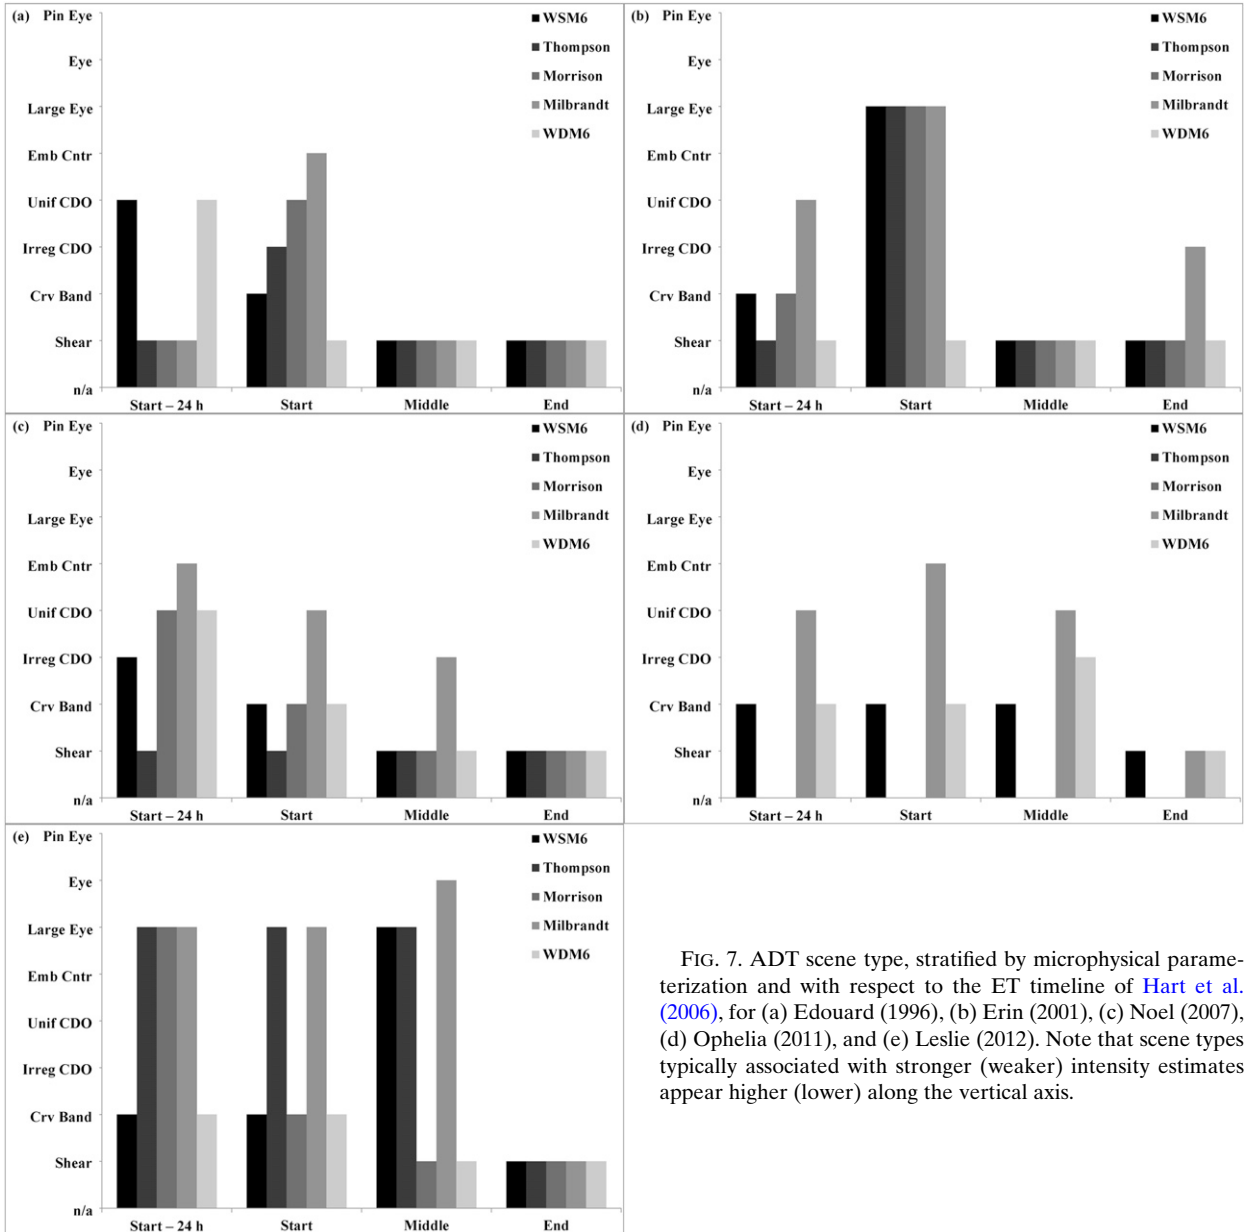 (a) Pin Eye
Eye
Large Eye
Emb Cntr
Unif CDO
Irreg CDO
Crv Band
Shear
n/a
WSM6
Thompson
Morrison
Milbrandt
WDM6
Start – 24 h Start Middle End
(b) Pin Eye
Eye
Large Eye
Emb Cntr
Unif CDO
Irreg CDO
Crv Band
Shear
n/a
WSM6
Thompson
Morrison
Milbrandt
WDM6
Start – 24 h Start Middle End
(c) Pin Eye
Eye
Large Eye
Emb Cntr
Unif CDO
Irreg CDO
Crv Band
Shear
n/a
WSM6
Thompson
Morrison
Milbrandt
WDM6
Start – 24 h Start Middle End
(d) Pin Eye
Eye
Large Eye
Emb Cntr
Unif CDO
Irreg CDO
Crv Band
Shear
n/a
WSM6
Thompson
Morrison
Milbrandt
WDM6
Start – 24 h Start Middle End
(e) Pin Eye
Eye
Large Eye
Emb Cntr
Unif CDO
Irreg CDO
Crv Band
Shear
n/a
WSM6
Thompson
Morrison
Milbrandt
WDM6
Start – 24 h Start Middle End
FIG. 7. ADT scene type, stratified by microphysical parame-
terization and with respect to the ET timeline of Hart et al.
(2006), for (a) Edouard (1996), (b) Erin (2001), (c) Noel (2007),
(d) Ophelia (2011), and (e) Leslie (2012). Note that scene types
typically associated with stronger (weaker) intensity estimates
appear higher (lower) along the vertical axis.